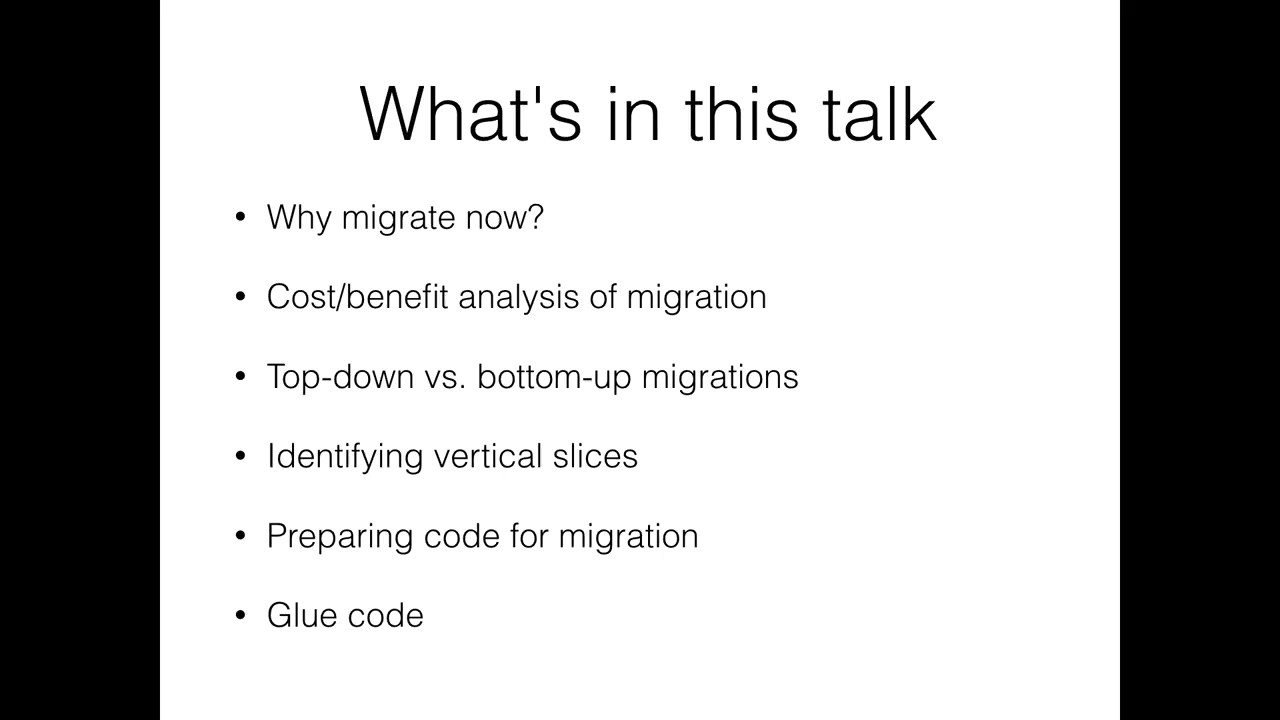 What's in this talk
• Why migrate now?
• Cost/benefit analysis of migration
• Top-down vs. bottom-up migrations
• Identifying vertical slices
• Preparing code for migration
• Glue code